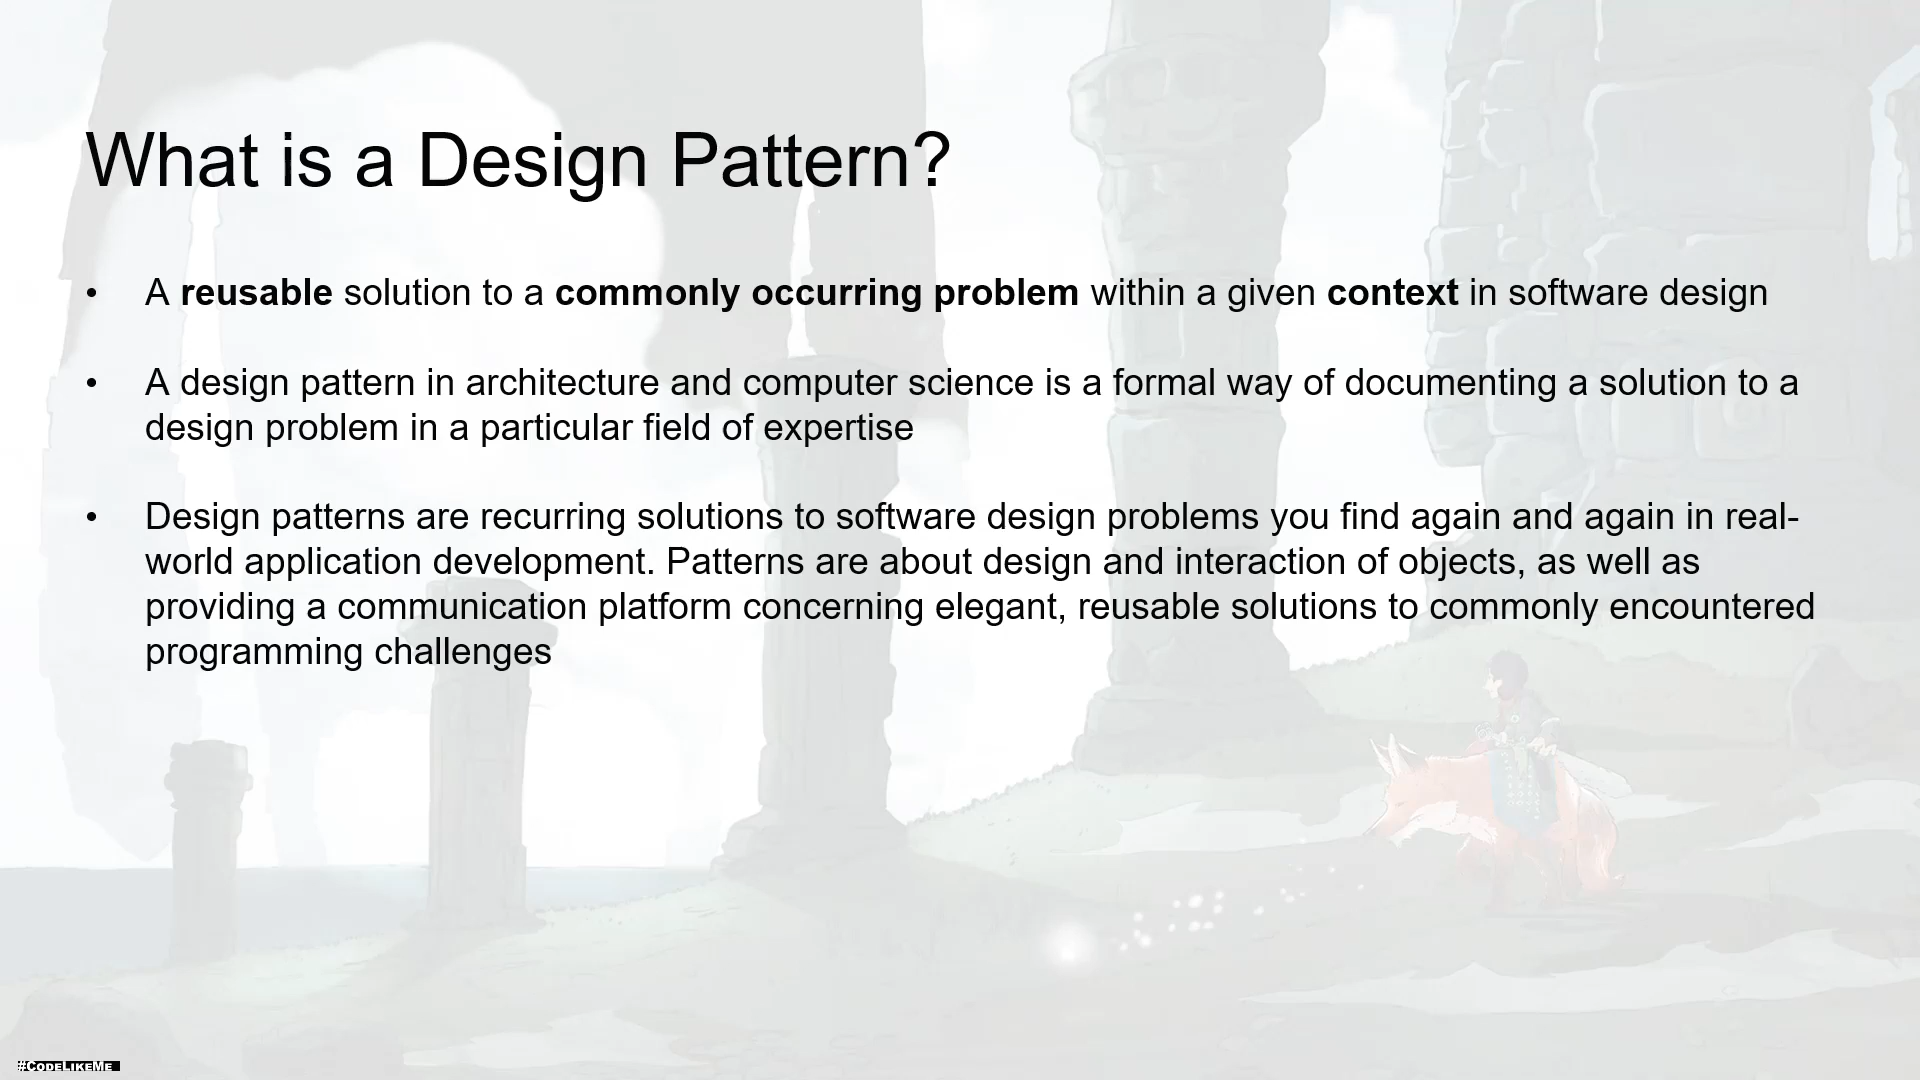 What is a Design Pattern?
• A reusable solution to a commonly occurring problem within a given context in software design
• A design pattern in architecture and computer science is a formal way of documenting a solution to a
design problem in a particular field of expertise
• Design patterns are recurring solutions to software design problems you find again and again in real-
world application development. Patterns are about design and interaction of objects, as well as
providing a communication platform concerning elegant, reusable solutions to commonly encountered
programming challenges
#CodeLikeMe